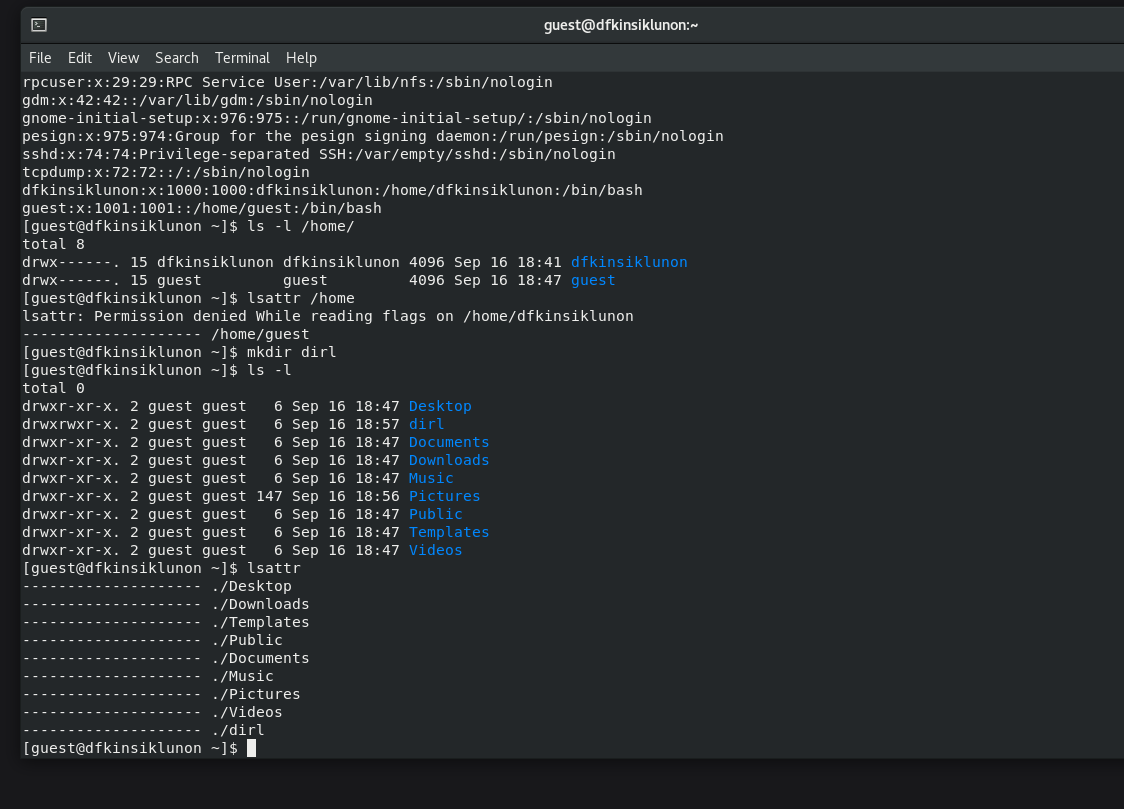 guest@dfkinsiklunon:~
File Edit View Search Terminal Help
rpcuser:x:29:29:RPC Service User:/var/lib/nfs:/sbin/nologin
gdm:x:42:42::/var/lib/gdm:/sbin/nologin
gnome-initial-setup:x:976:975::/run/gnome-initial-setup/:/sbin/nologin
pesign:x:975:974:Group for the pesign signing daemon:/run/pesign:/sbin/nologin
sshd:x:74:74:Privilege-separated SSH:/var/empty/sshd:/sbin/nologin
tcpdump:x:72:72::/:/sbin/nologin
dfkinsiklunon:x:1000:1000:dfkinsiklunon:/home/dfkinsiklunon:/bin/bash
guest:x:1001:1001::/home/guest:/bin/bash
[guest@dfkinsiklunon ~]$ ls -l /home/
total 8
drwx------. 15 dfkinsiklunon dfkinsiklunon 4096 Sep 16 18:41 dfkinsiklunon
drwx------. 15 guest         guest         4096 Sep 16 18:47 guest
[guest@dfkinsiklunon ~]$ lsattr /home
lsattr: Permission denied While reading flags on /home/dfkinsiklunon
-------------------- /home/guest
[guest@dfkinsiklunon ~]$ mkdir dirl
[guest@dfkinsiklunon ~]$ ls -l
total 0
drwxr-xr-x. 2 guest guest   6 Sep 16 18:47 Desktop
drwxrwxr-x. 2 guest guest   6 Sep 16 18:57 dirl
drwxr-xr-x. 2 guest guest   6 Sep 16 18:47 Documents
drwxr-xr-x. 2 guest guest   6 Sep 16 18:47 Downloads
drwxr-xr-x. 2 guest guest   6 Sep 16 18:47 Music
drwxr-xr-x. 2 guest guest 147 Sep 16 18:56 Pictures
drwxr-xr-x. 2 guest guest   6 Sep 16 18:47 Public
drwxr-xr-x. 2 guest guest   6 Sep 16 18:47 Templates
drwxr-xr-x. 2 guest guest   6 Sep 16 18:47 Videos
[guest@dfkinsiklunon ~]$ lsattr
-------------------- ./Desktop
-------------------- ./Downloads
-------------------- ./Templates
-------------------- ./Public
-------------------- ./Documents
-------------------- ./Music
-------------------- ./Pictures
-------------------- ./Videos
-------------------- ./dirl
[guest@dfkinsiklunon ~]$